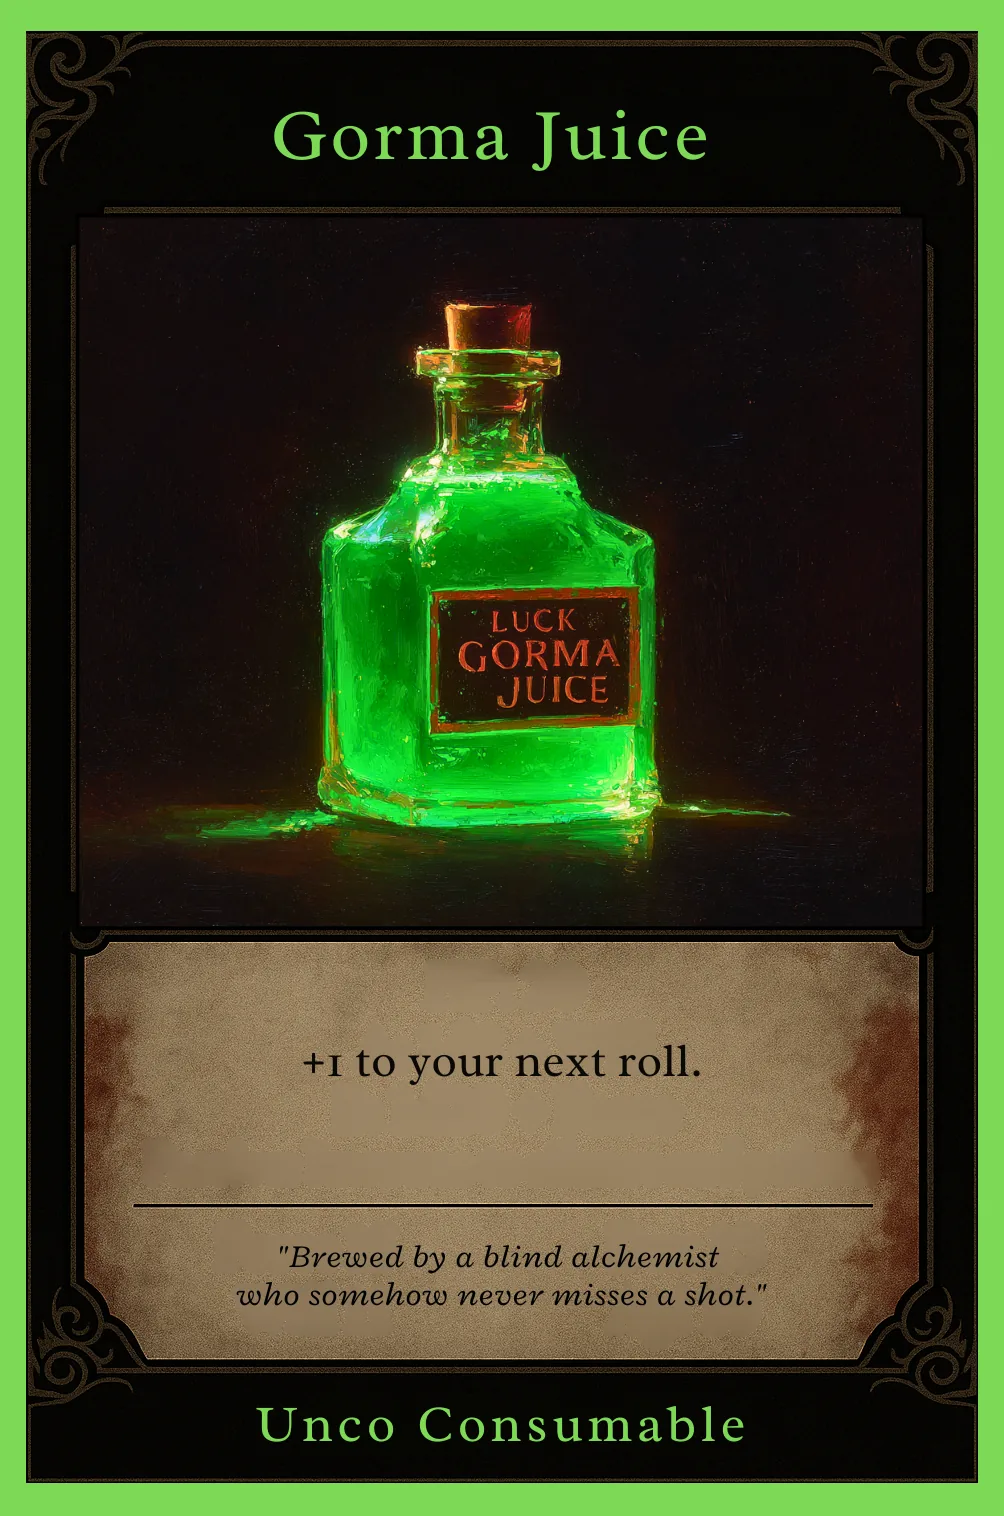 Gorma Juice
LUCK
GORMA
JUICE
+1 to your next roll.
"Brewed by a blind alchemist
who somehow never misses a shot."
Unco Consumable